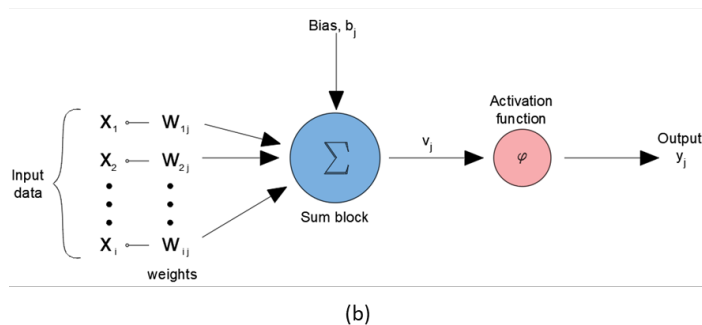 Bias, bj
Activation
function
X1 W1j
X2 W2j
Input
data
Σ
vj
φ
Output
yj
Sum block
Xi Wij
weights
(b)